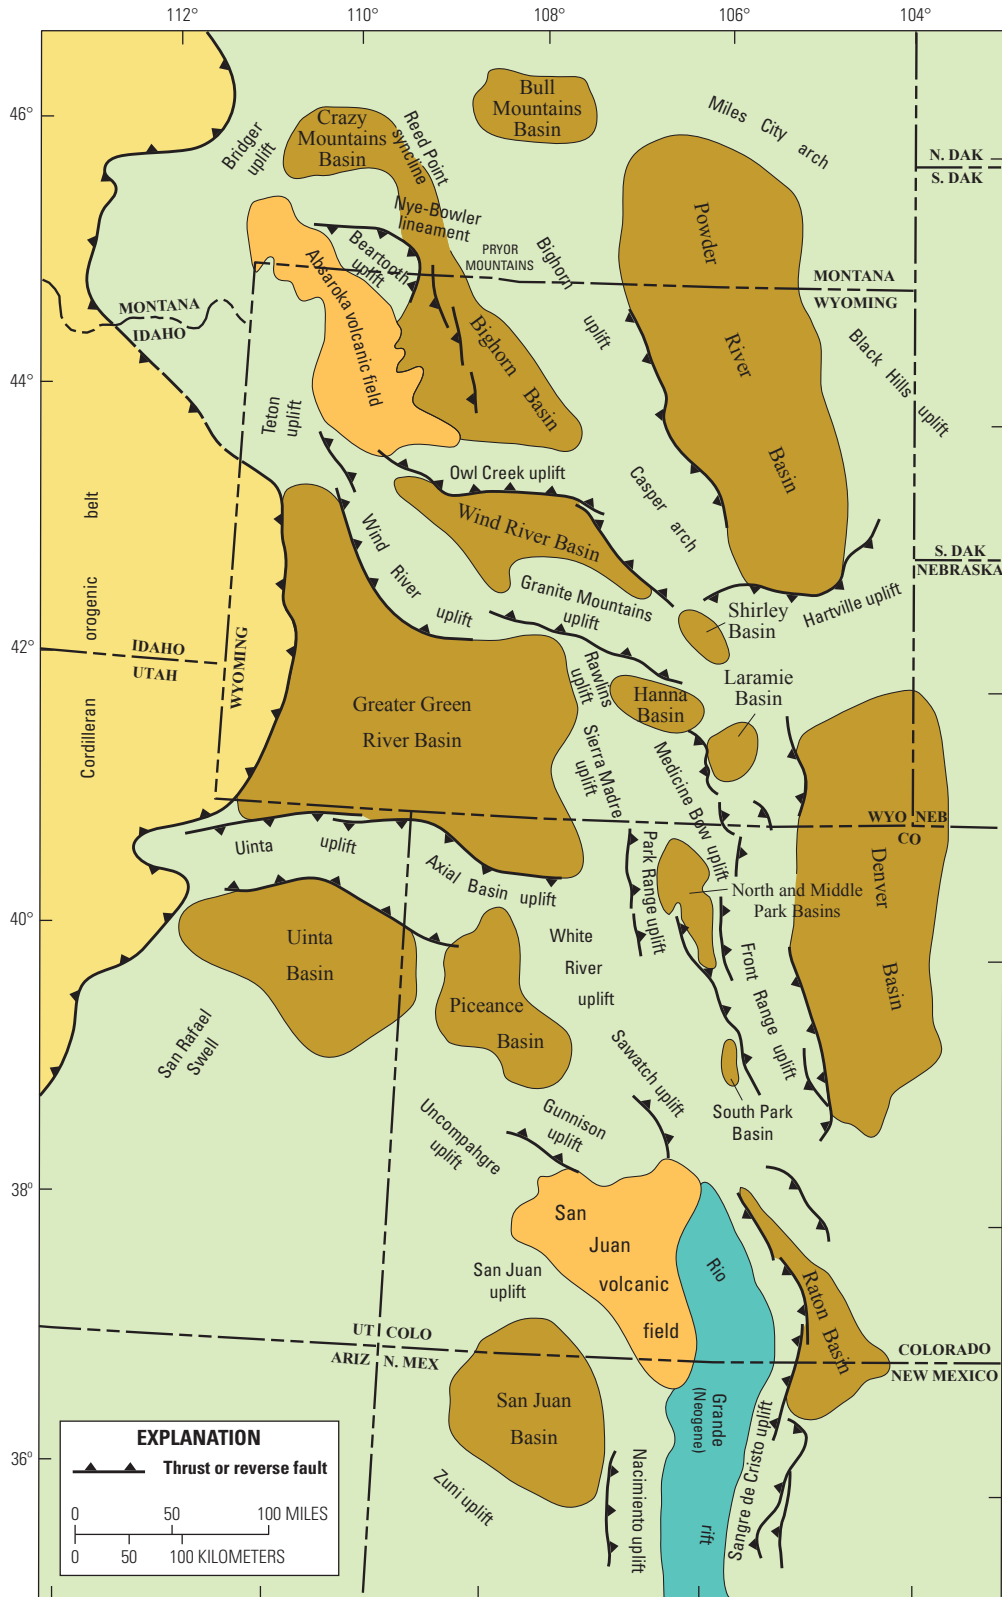 112°
110°
108°
106°
104°
46°
44°
42°
40°
38°
36°
Bull
Mountains
Basin
Crazy
Mountains
Basin
Reed Point
syncline
Miles City arch
Bridger
uplift
N. DAK
S. DAK
Nye-Bowler
lineament
Beartooth
uplift
PRYOR
MOUNTAINS
Bighorn
uplift
Powder
River
Basin
MONTANA
WYOMING
MONTANA
IDAHO
Absaroka volcanic field
Bighorn
Basin
Black Hills uplift
Teton
uplift
Owl Creek uplift
Casper arch
Wind River Basin
Wind
River
uplift
Cordilleran orogenic belt
S. DAK
NEBRASKA
Granite Mountains
uplift
Hartville uplift
Shirley
Basin
IDAHO
UTAH
WYOMING
Rawlins
uplift
Hanna
Basin
Laramie
Basin
Greater Green
River Basin
Sierra Madre
uplift
Medicine Bow uplift
WYO NEB
CO
Uinta uplift
Axial Basin uplift
Park Range uplift
North and Middle
Park Basins
Denver
Basin
Uinta
Basin
White
River
uplift
Front Range uplift
Piceance
Basin
San Rafael
Swell
Sawatch uplift
South Park
Basin
Uncompahgre
uplift
Gunnison
uplift
San
Juan
volcanic
field
Rio
Grande
(Neogene)
rift
San Juan
uplift
Raton Basin
UT COLO
ARIZ N. MEX
COLORADO
NEW MEXICO
San Juan
Basin
Sangre de Cristo uplift
Nacimiento uplift
Zuni uplift
EXPLANATION
Thrust or reverse fault
0 50 100 MILES
0 50 100 KILOMETERS